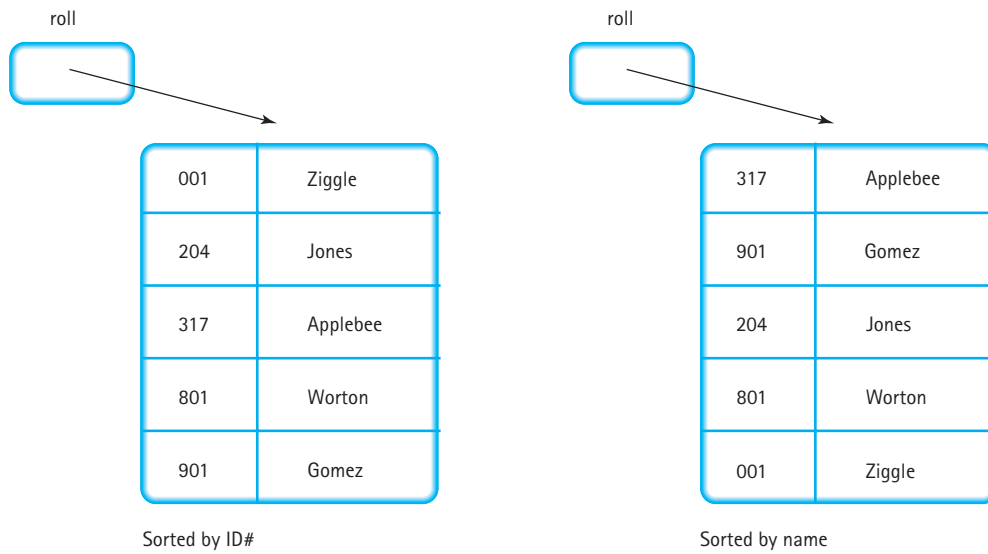 roll
001 Ziggle
204 Jones
317 Applebee
801 Worton
901 Gomez
Sorted by ID#
roll
317 Applebee
901 Gomez
204 Jones
801 Worton
001 Ziggle
Sorted by name